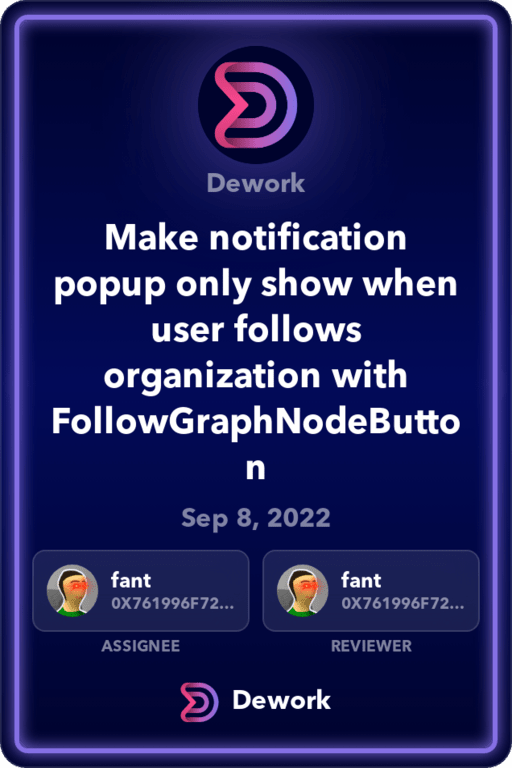 Dework
Make notification
popup only show when
user follows
organization with
FollowGraphNodeButto
n
Sep 8, 2022
fant
0X761996F72...
fant
0X761996F72...
ASSIGNEE
REVIEWER
Dework